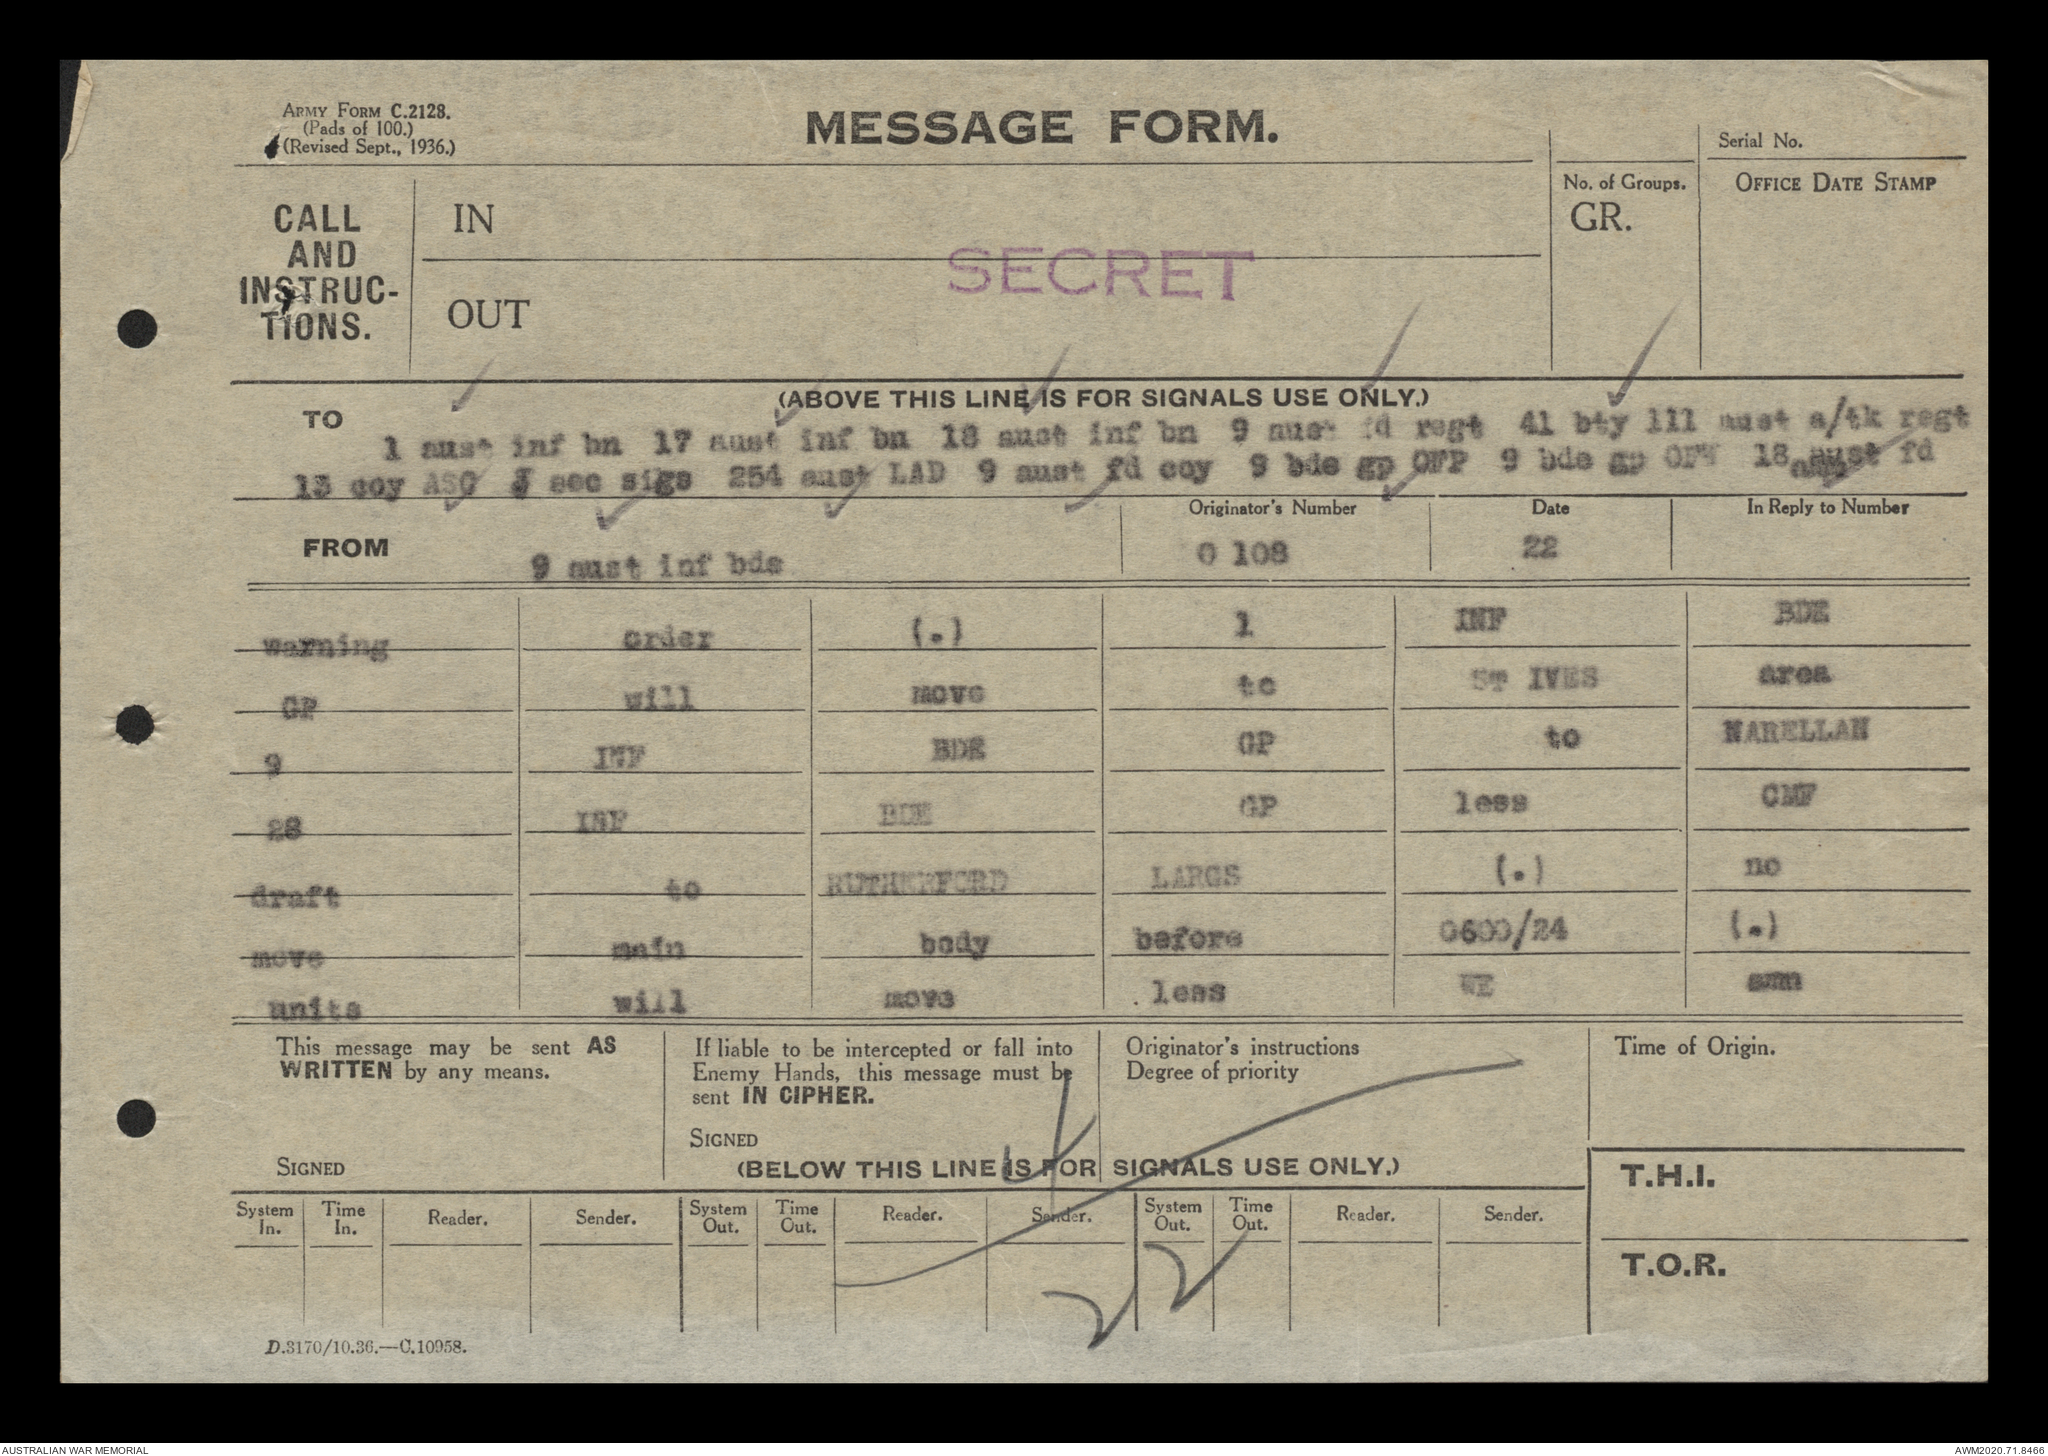 ARMY FORM C.2128.
(Pads of 100.)
(Revised Sept., 1936.)
MESSAGE FORM.
Serial No.
CALL
AND
INSTRUC-
TIONS.
IN
OUT
SECRET
No. of Groups.
GR.
OFFICE DATE STAMP
(ABOVE THIS LINE IS FOR SIGNALS USE ONLY.)
TO
1 aust inf bn 17 aust inf bn 18 aust inf bn 9 aust fd regt 41 bty 111 aust a/tk regt
13 coy ASC J sec sigs 254 aust LAD 9 aust fd coy 9 bde gp OFP 9 bde gp 18 aust fd
FROM 9 aust inf bde
Originator's Number
O 108
Date
22
In Reply to Number
warning order (.) 1 INF BDE
GP will move to ST IVES area
9 INF BDE GP to NARELLAN
28 INF BDE GP less CMF
draft to RUTHERFORD LARGS (.) no
move main body before 0600/24 (.)
units will move less WE
This message may be sent AS
WRITTEN by any means.
SIGNED
If liable to be intercepted or fall into
Enemy Hands, this message must be
sent IN CIPHER.
SIGNED
Originator's instructions
Degree of priority
Time of Origin.
(BELOW THIS LINE IS FOR SIGNALS USE ONLY.)
T.H.I.
System In. Time In. Reader. Sender. System Out. Time Out. Reader. Sender. System Out. Time Out. Reader. Sender.
T.O.R.
D.3170/10.36.—C.10958.
AUSTRALIAN WAR MEMORIAL
AWM2020.71.8466